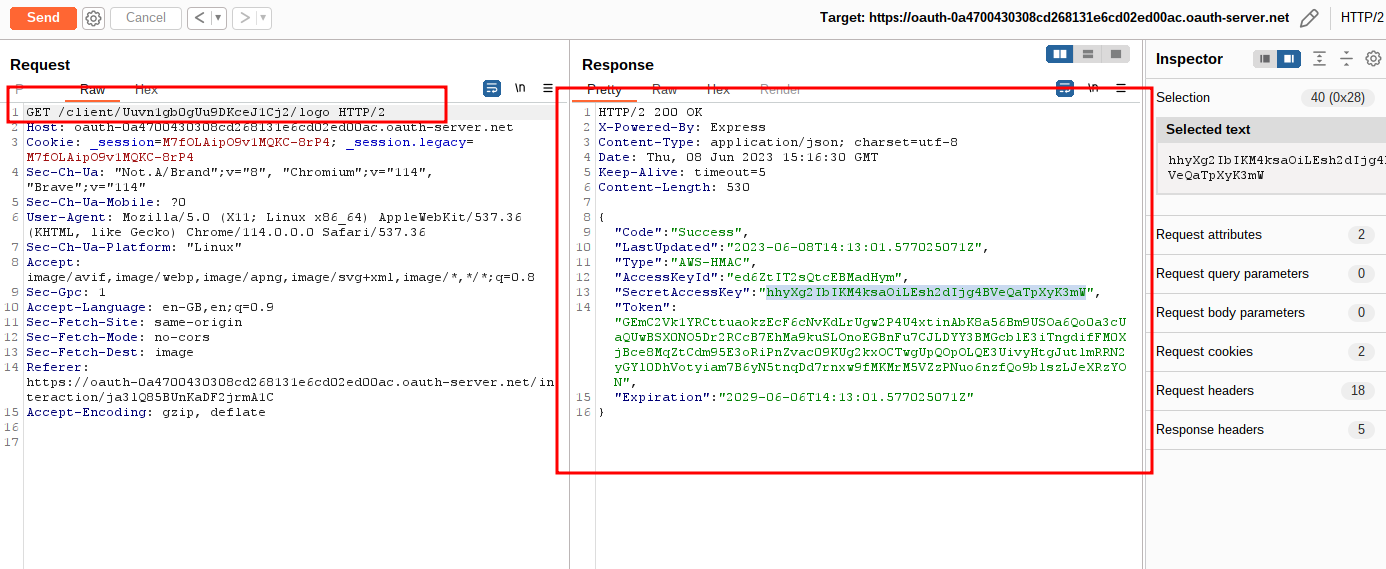 Send
Cancel
<
>
Target: https://oauth-0a4700430308cd268131e6cd02ed00ac.oauth-server.net
HTTP/2
Request
Raw
Hex
\n
1 GET /client/Uuvn1gbOgUu9DKceJ1Cj2/logo HTTP/2
2 Host: oauth-0a4700430308cd268131e6cd02ed00ac.oauth-server.net
3 Cookie: _session=M7fOLAipO9v1MQKC-8rP4; _session.legacy=
M7fOLAipO9v1MQKC-8rP4
4 Sec-Ch-Ua: "Not.A/Brand";v="8", "Chromium";v="114",
"Brave";v="114"
5 Sec-Ch-Ua-Mobile: ?0
6 User-Agent: Mozilla/5.0 (X11; Linux x86_64) AppleWebKit/537.36
(KHTML, like Gecko) Chrome/114.0.0.0 Safari/537.36
7 Sec-Ch-Ua-Platform: "Linux"
8 Accept:
image/avif,image/webp,image/apng,image/svg+xml,image/*,*/*;q=0.8
9 Sec-Gpc: 1
10 Accept-Language: en-GB,en;q=0.9
11 Sec-Fetch-Site: same-origin
12 Sec-Fetch-Mode: no-cors
13 Sec-Fetch-Dest: image
14 Referer:
https://oauth-0a4700430308cd268131e6cd02ed00ac.oauth-server.net/in
teraction/ja3lQ85BUnKaDF2jrmA1C
15 Accept-Encoding: gzip, deflate
16
17
Response
Pretty
Raw
Hex
Render
\n
1 HTTP/2 200 OK
2 X-Powered-By: Express
3 Content-Type: application/json; charset=utf-8
4 Date: Thu, 08 Jun 2023 15:16:30 GMT
5 Keep-Alive: timeout=5
6 Content-Length: 530
7
8 {
9 "Code":"Success",
10 "LastUpdated":"2023-06-08T14:13:01.577025071Z",
11 "Type":"AWS-HMAC",
12 "AccessKeyId":"ed6ZtIT2sQtcEBMadHym",
13 "SecretAccessKey":"hhyXg2IbIKM4ksaOiLEsh2dIjg4BVeQaTpXyK3mW",
14 "Token":
"GEmC2Vk1YRCttuaokzEcF6cNvKdLrUgw2P4U4xtinAbK8a56Bm9USOa6QoOa3cU
aQUwBSX0NO5Dr2RCcB7EhMa9kuSLOnoEGBnFu7CJLDYY3BMGcblE3iTngdifFM0X
jBce8MqZtCdm95E3oRiPnZvacO9KUg2kxOCTwgUpQOpOLQE3UivyHtgJutlmRRN2
yGYlODhVotyiam7B6yN5tnqDd7rnxw9fMKMrM5VZzPNuo6nzfQo9blszLJeXRzYO
N",
15 "Expiration":"2029-06-06T14:13:01.577025071Z"
16 }
Inspector
Selection 40 (0x28)
Selected text
hhyXg2IbIKM4ksaOiLEsh2dIjg4
VeQaTpXyK3mW
Request attributes 2
Request query parameters 0
Request body parameters 0
Request cookies 2
Request headers 18
Response headers 5